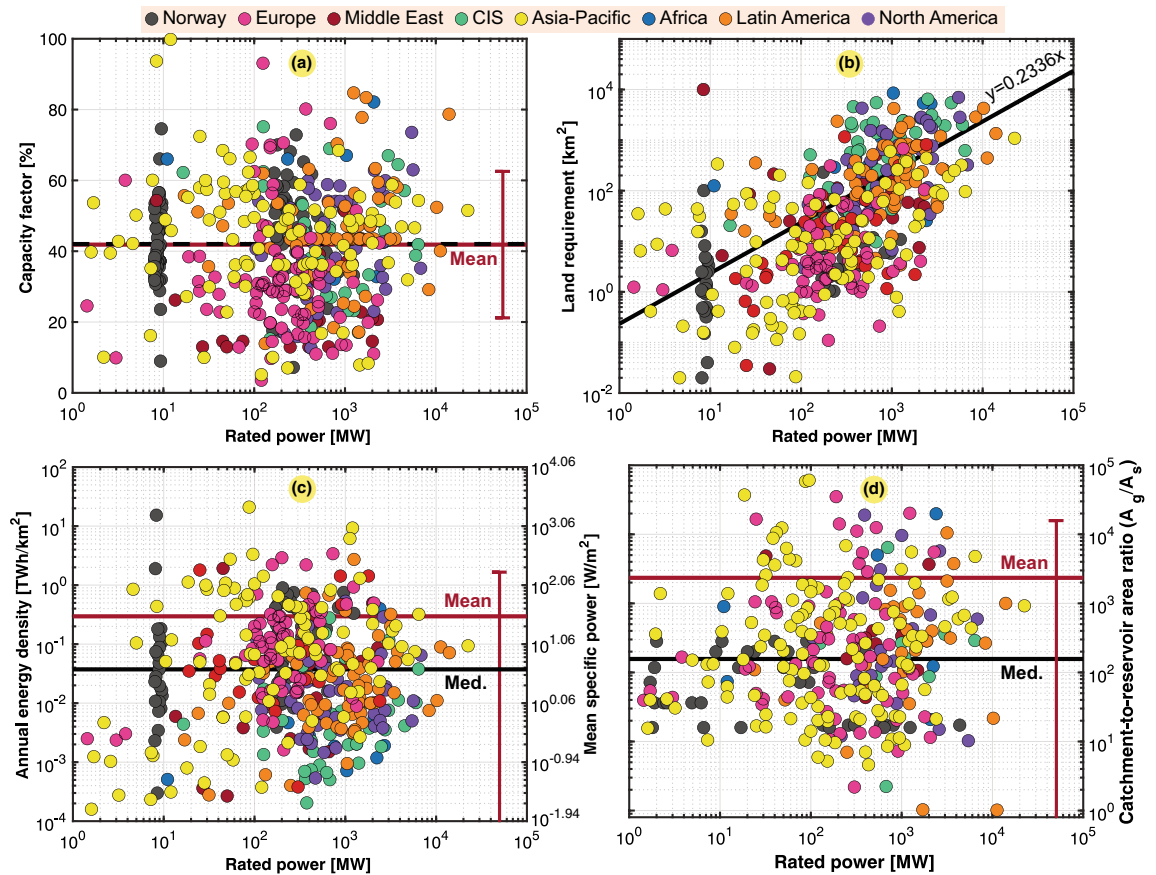 Norway Europe Middle East CIS Asia-Pacific Africa Latin America North America
(a)
Capacity factor [%]
100
80
60
40
20
0
Mean
10^0 10^1 10^2 10^3 10^4 10^5
Rated power [MW]
(b)
y=0.2336x
Land requirement [km^2]
10^4
10^2
10^0
10^-2
10^0 10^1 10^2 10^3 10^4 10^5
Rated power [MW]
(c)
Annual energy density [TWh/km^2]
10^2
10^1
10^0
10^-1
10^-2
10^-3
10^-4
Mean
Med.
10^4.06
10^3.06
10^2.06
10^1.06
10^0.06
10^-0.94
10^-1.94
Mean specific power [W/m^2]
10^0 10^1 10^2 10^3 10^4 10^5
Rated power [MW]
(d)
Mean
Med.
10^5
10^4
10^3
10^2
10^1
10^0
Catchment-to-reservoir area ratio (A_g/A_s)
10^0 10^1 10^2 10^3 10^4 10^5
Rated power [MW]